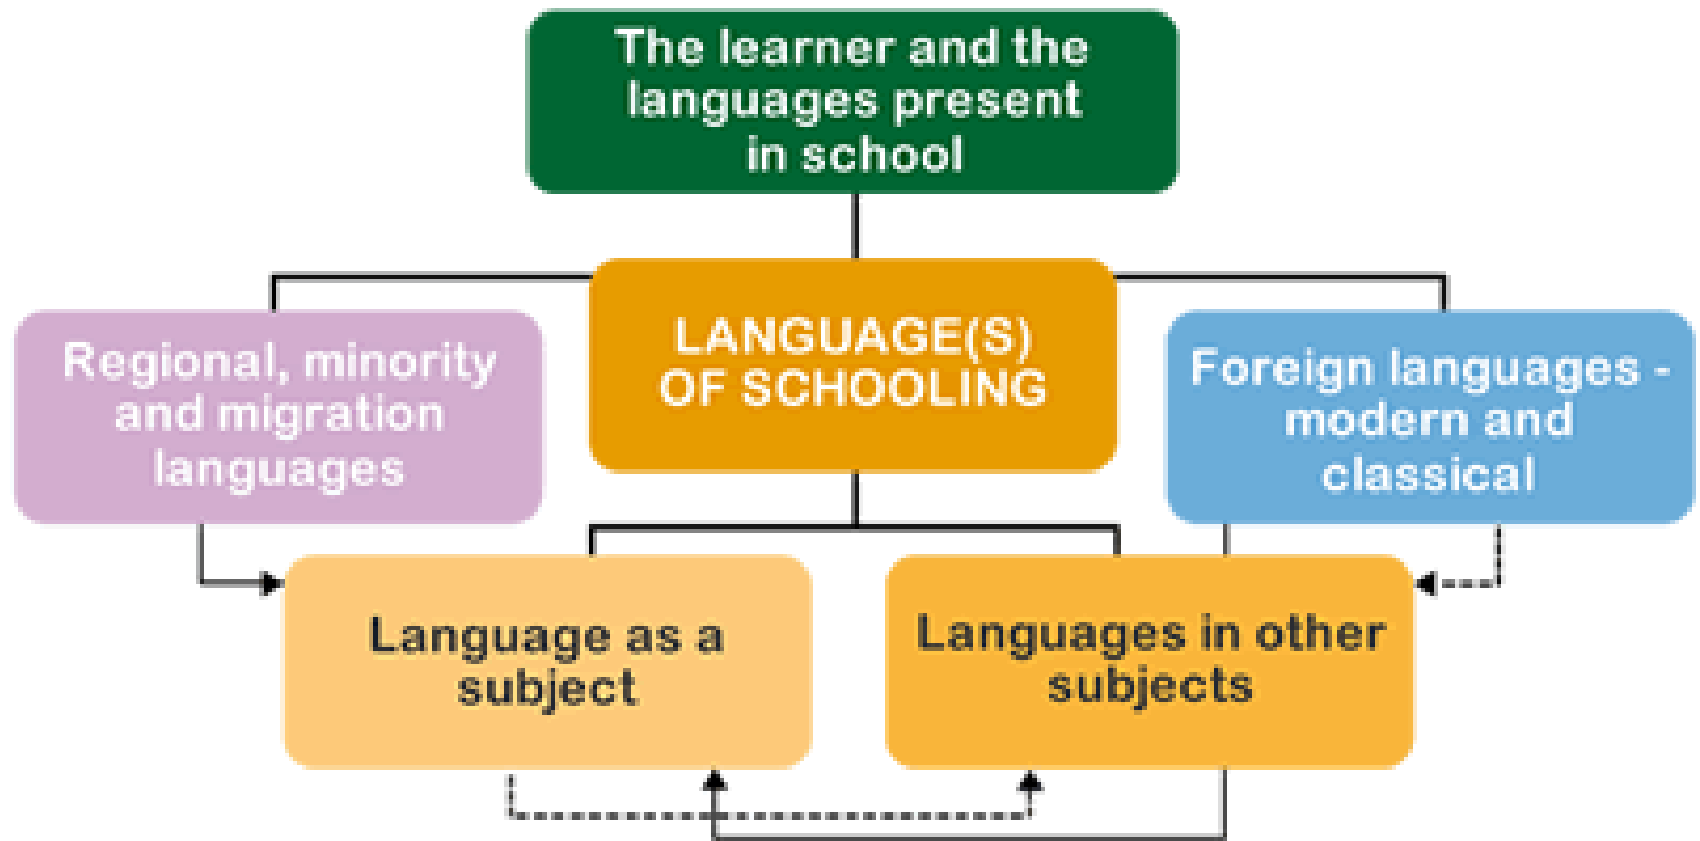 The learner and the
languages present
in school
Regional, minority
and migration
languages
LANGUAGE(S)
OF SCHOOLING
Foreign languages -
modern and
classical
Language as a
subject
Languages in other
subjects